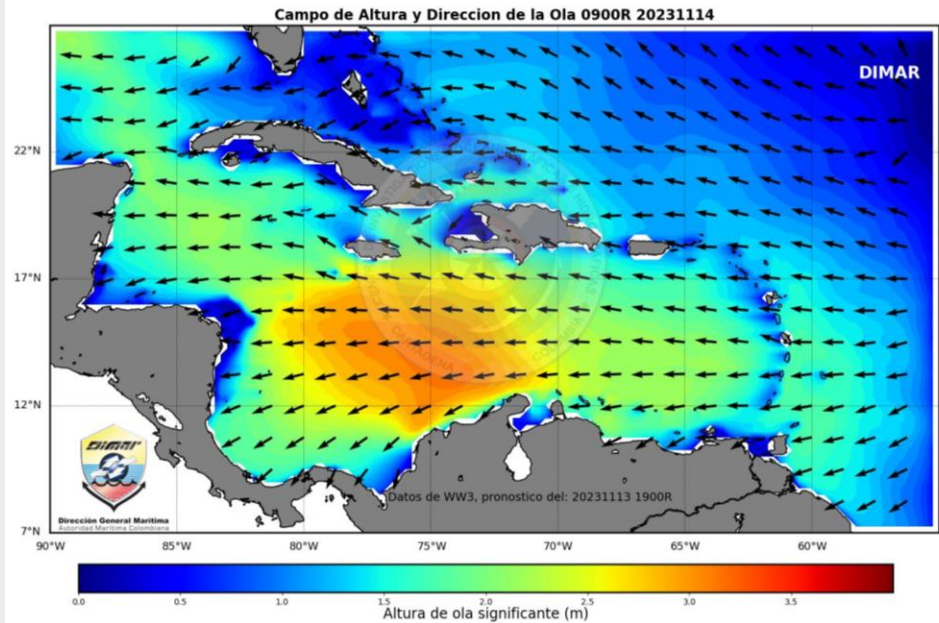 Campo de Altura y Direccion de la Ola 0900R 20231114
DIMAR
22°N
17°N
12°N
7°N
DIMAR
Dirección General Marítima
Autoridad Marítima Colombiana
Datos de WW3, pronostico del: 20231113 1900R
90°W 85°W 80°W 75°W 70°W 65°W 60°W
0.0 0.5 1.0 1.5 2.0 2.5 3.0 3.5
Altura de ola significante (m)